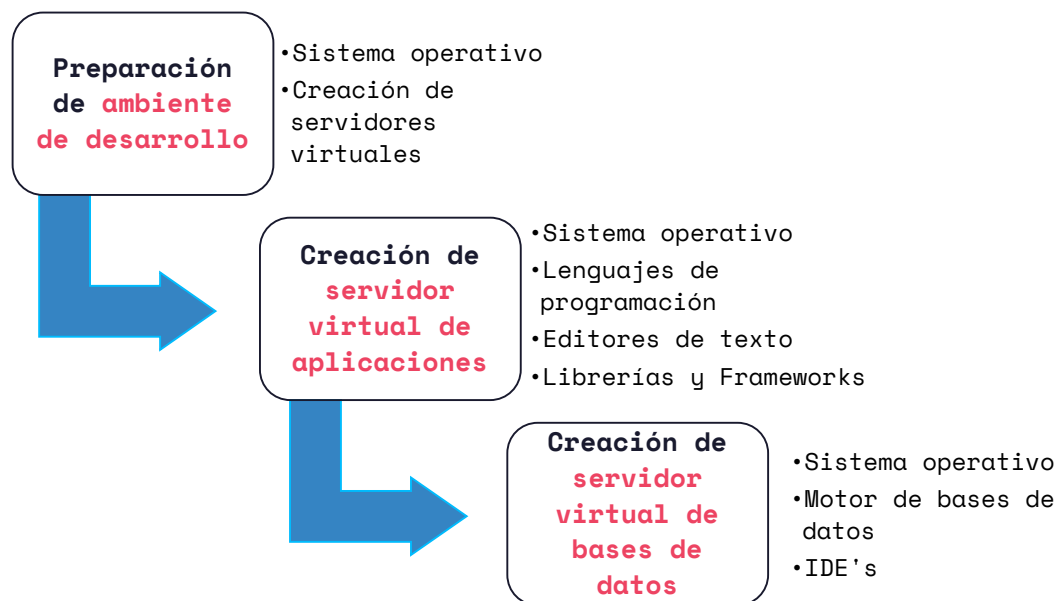 Preparación
de ambiente
de desarrollo
•Sistema operativo
•Creación de
servidores
virtuales
Creación de
servidor
virtual de
aplicaciones
•Sistema operativo
•Lenguajes de
programación
•Editores de texto
•Librerías y Frameworks
Creación de
servidor
virtual de
bases de
datos
•Sistema operativo
•Motor de bases de
datos
•IDE's